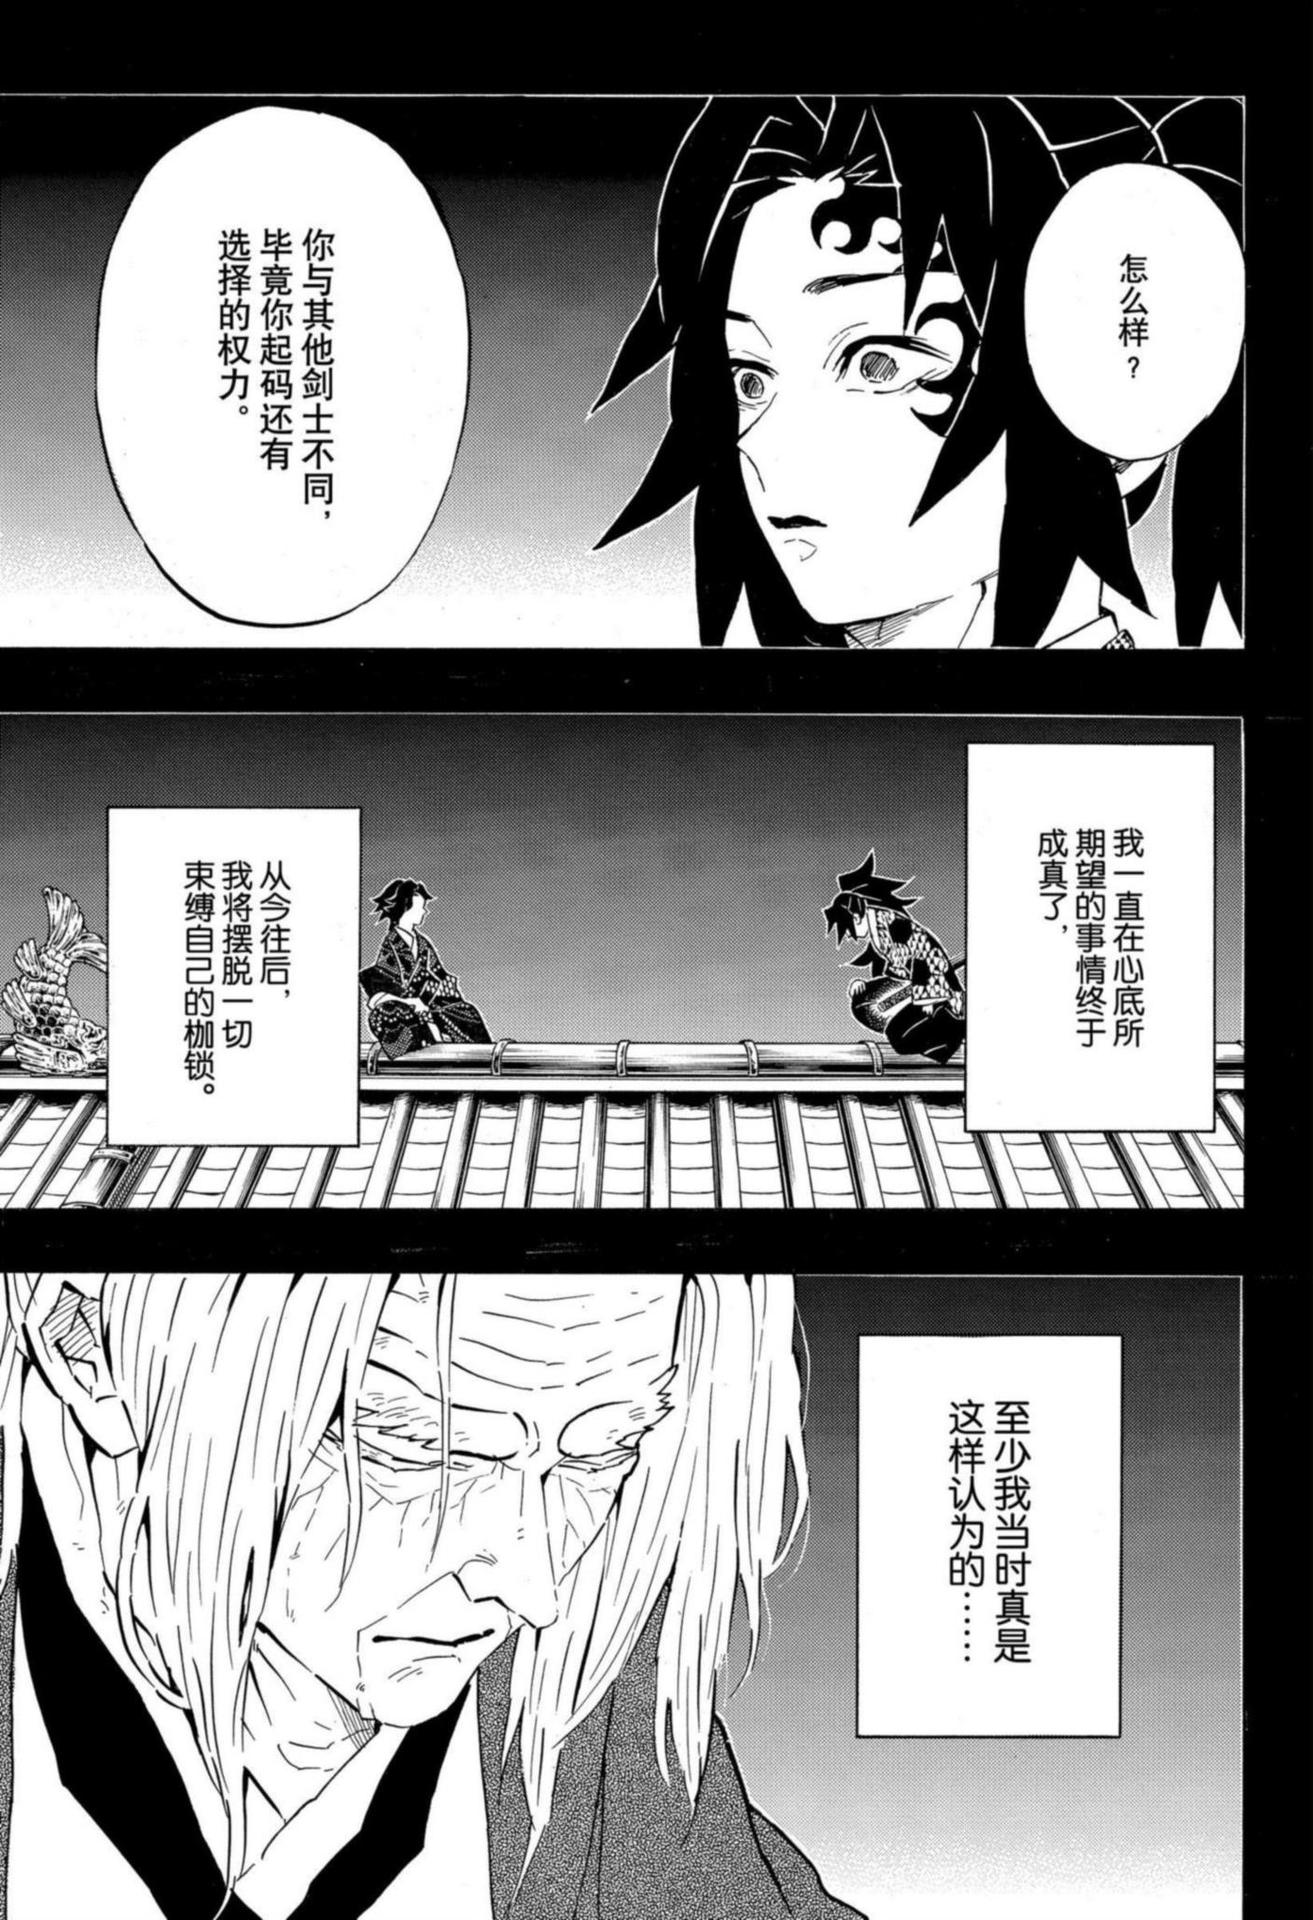 怎么样？
你与其他剑士不同，
毕竟你起码还有
选择的权力。
我一直在心底所
期望的事情终于
成真了，
从今往后，
我将摆脱一切
束缚自己的枷锁。
至少我当时真是
这样认为的……